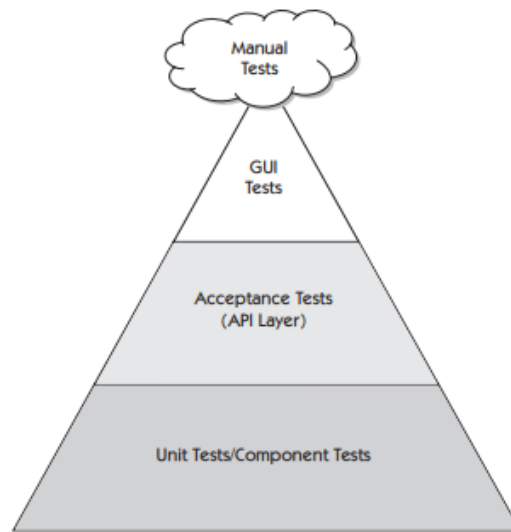 Manual
Tests
GUI
Tests
Acceptance Tests
(API Layer)
Unit Tests/Component Tests